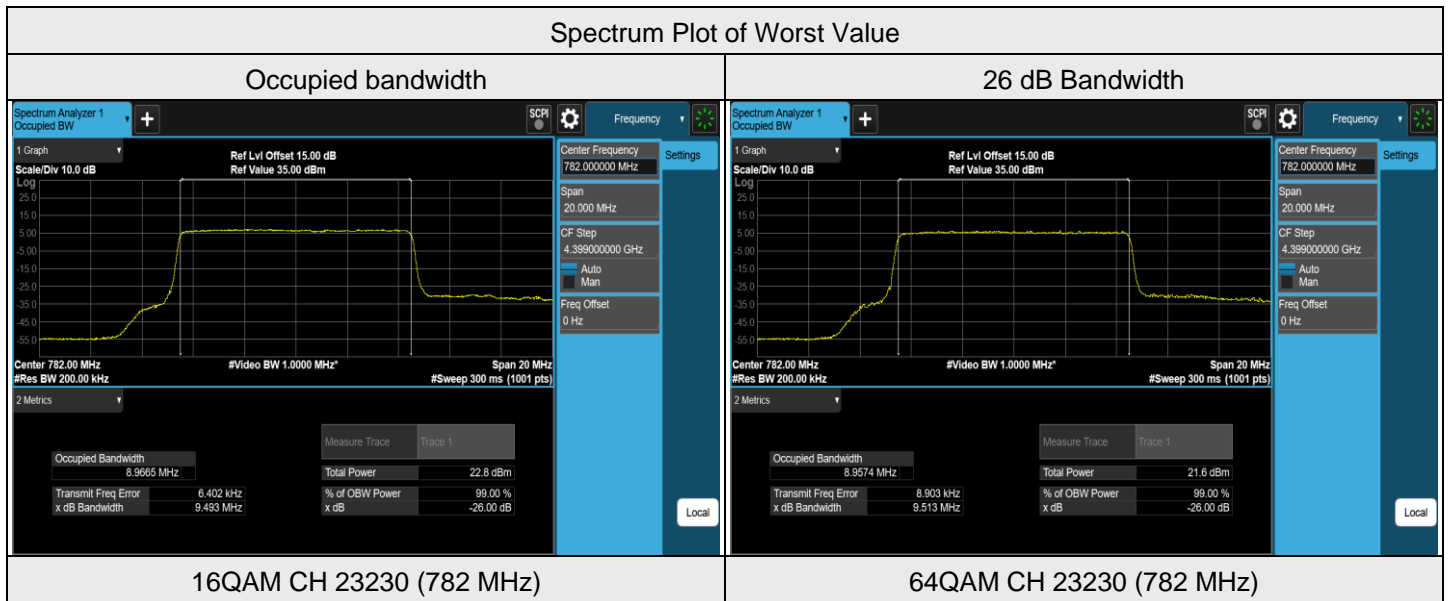 Spectrum Plot of Worst Value
Occupied bandwidth
26 dB Bandwidth
Spectrum Analyzer 1
Occupied BW
+
SCPI
Frequency
1 Graph
Ref Lvl Offset 15.00 dB
Scale/Div 10.0 dB
Ref Value 35.00 dBm
Log
25.0
15.0
5.00
-5.00
-15.0
-25.0
-35.0
-45.0
-55.0
Center 782.00 MHz
#Video BW 1.0000 MHz*
Span 20 MHz
#Res BW 200.00 kHz
#Sweep 300 ms (1001 pts)
Center Frequency
782.000000 MHz
Settings
Span
20.000 MHz
CF Step
4.399000000 GHz
Auto
Man
Freq Offset
0 Hz
2 Metrics
Measure Trace Trace 1
Occupied Bandwidth
8.9665 MHz
Total Power 22.8 dBm
Transmit Freq Error 6.402 kHz
% of OBW Power 99.00 %
x dB Bandwidth 9.493 MHz
x dB -26.00 dB
Local
Spectrum Analyzer 1
Occupied BW
+
SCPI
Frequency
1 Graph
Ref Lvl Offset 15.00 dB
Scale/Div 10.0 dB
Ref Value 35.00 dBm
Log
25.0
15.0
5.00
-5.00
-15.0
-25.0
-35.0
-45.0
-55.0
Center 782.00 MHz
#Video BW 1.0000 MHz*
Span 20 MHz
#Res BW 200.00 kHz
#Sweep 300 ms (1001 pts)
Center Frequency
782.000000 MHz
Settings
Span
20.000 MHz
CF Step
4.399000000 GHz
Auto
Man
Freq Offset
0 Hz
2 Metrics
Measure Trace Trace 1
Occupied Bandwidth
8.9574 MHz
Total Power 21.6 dBm
Transmit Freq Error 8.903 kHz
% of OBW Power 99.00 %
x dB Bandwidth 9.513 MHz
x dB -26.00 dB
Local
16QAM CH 23230 (782 MHz)
64QAM CH 23230 (782 MHz)